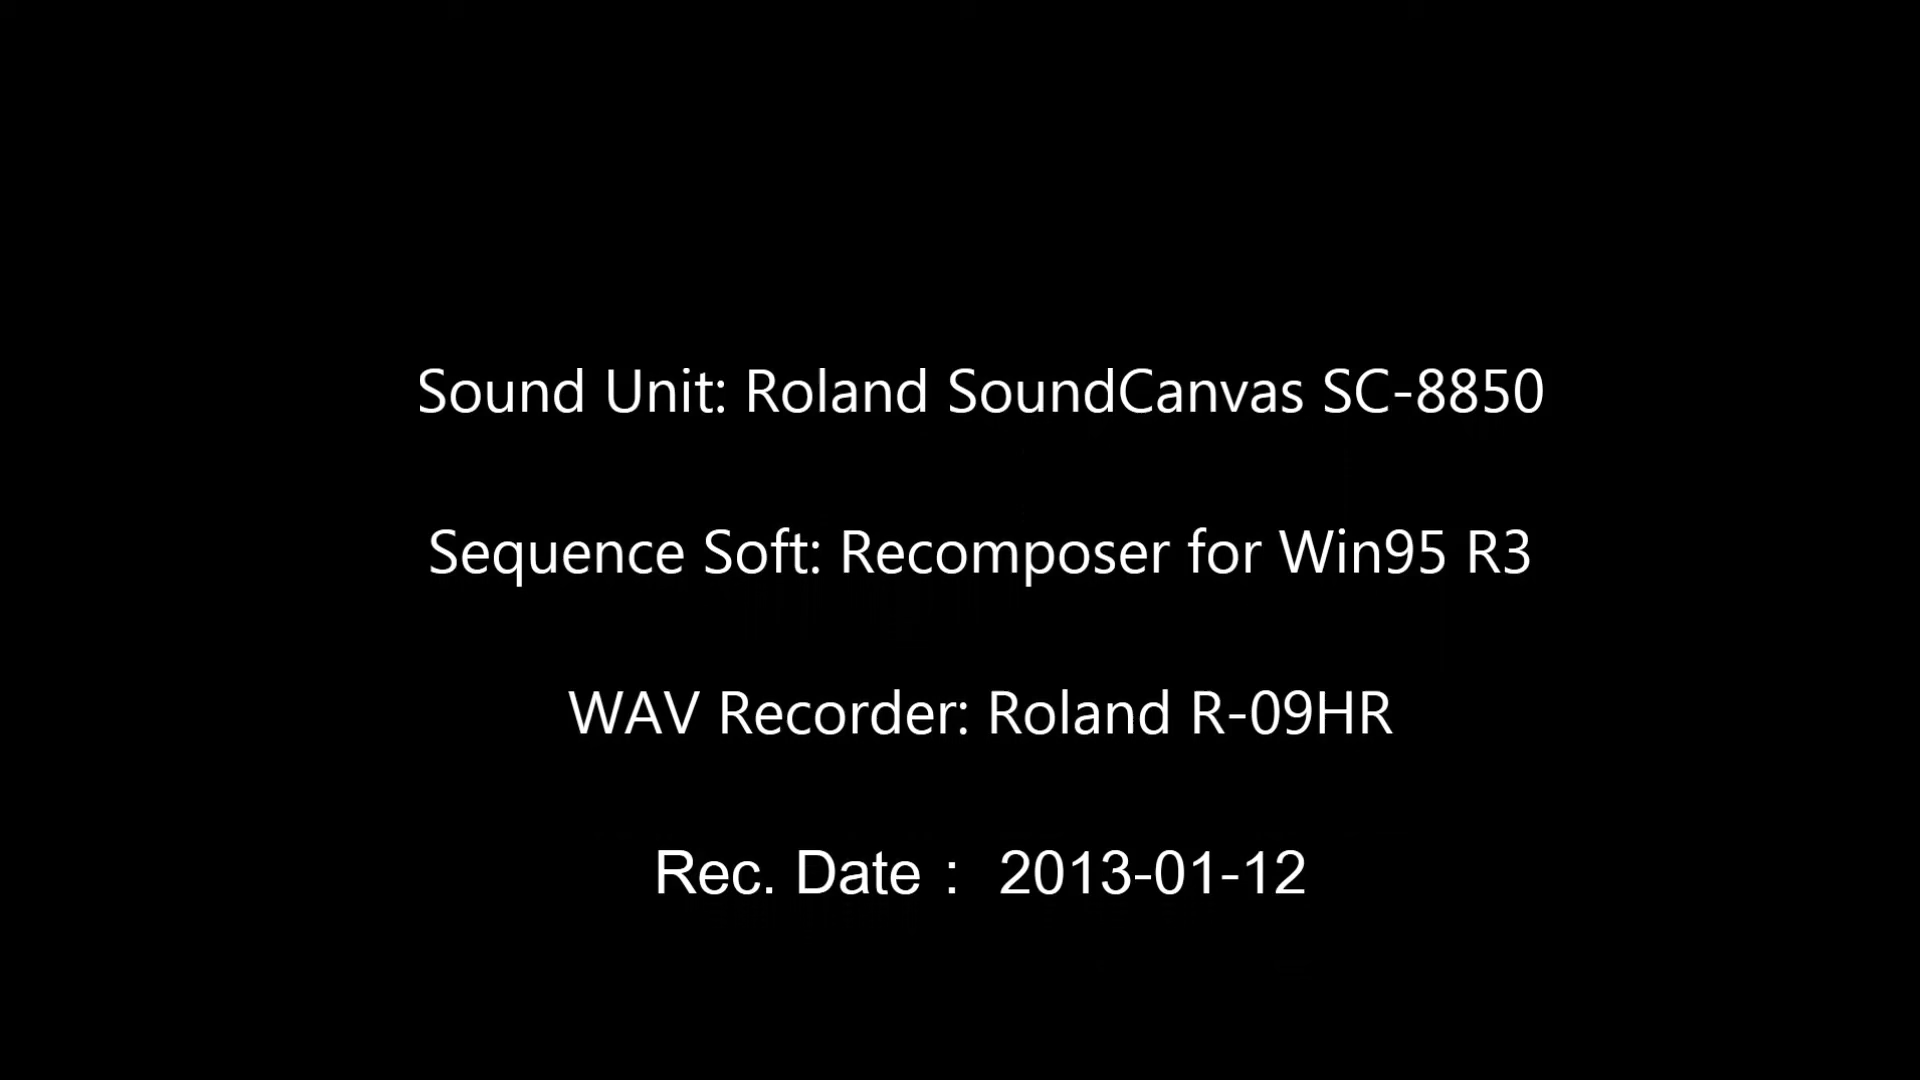 Sound Unit: Roland SoundCanvas SC-8850
Sequence Soft: Recomposer for Win95 R3
WAV Recorder: Roland R-09HR
Rec. Date： 2013-01-12